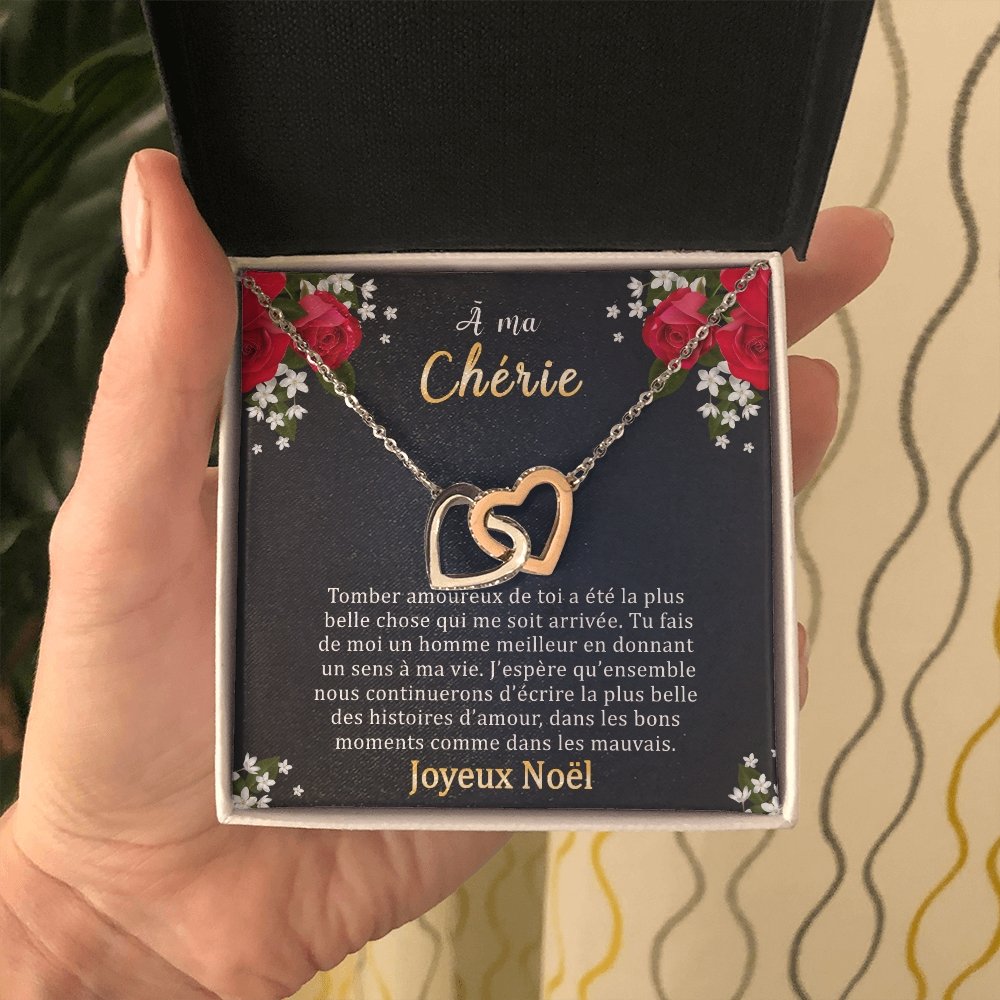 À ma
Chérie
Tomber amoureux de toi a été la plus
belle chose qui me soit arrivée. Tu fais
de moi un homme meilleur en donnant
un sens à ma vie. J’espère qu’ensemble
nous continuerons d’écrire la plus belle
des histoires d’amour, dans les bons
moments comme dans les mauvais.
Joyeux Noël